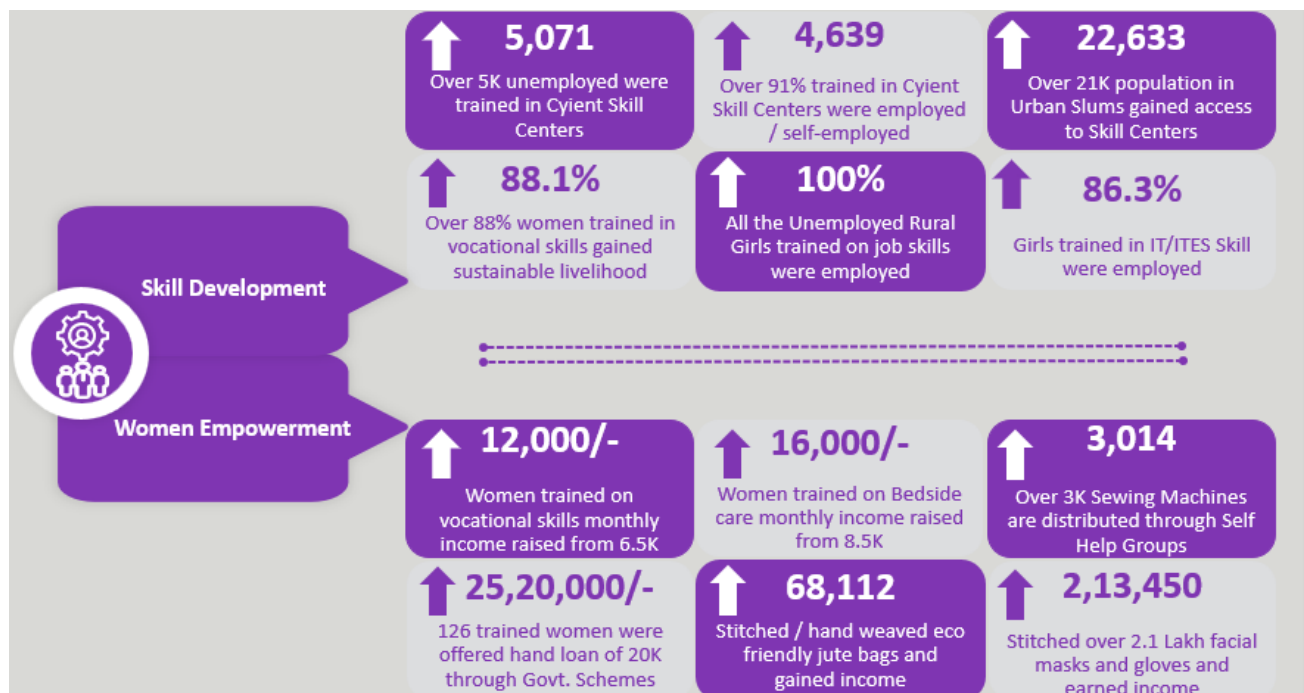 5,071
Over 5K unemployed were
trained in Cyient Skill
Centers
4,639
Over 91% trained in Cyient
Skill Centers were employed
/ self-employed
22,633
Over 21K population in
Urban Slums gained access
to Skill Centers
88.1%
Over 88% women trained in
vocational skills gained
sustainable livelihood
100%
All the Unemployed Rural
Girls trained on job skills
were employed
86.3%
Girls trained in IT/ITES Skill
were employed
Skill Development
Women Empowerment
12,000/-
Women trained on
vocational skills monthly
income raised from 6.5K
16,000/-
Women trained on Bedside
care monthly income raised
from 8.5K
3,014
Over 3K Sewing Machines
are distributed through Self
Help Groups
25,20,000/-
126 trained women were
offered hand loan of 20K
through Govt. Schemes
68,112
Stitched / hand weaved eco
friendly jute bags and
gained income
2,13,450
Stitched over 2.1 Lakh facial
masks and gloves and
earned income